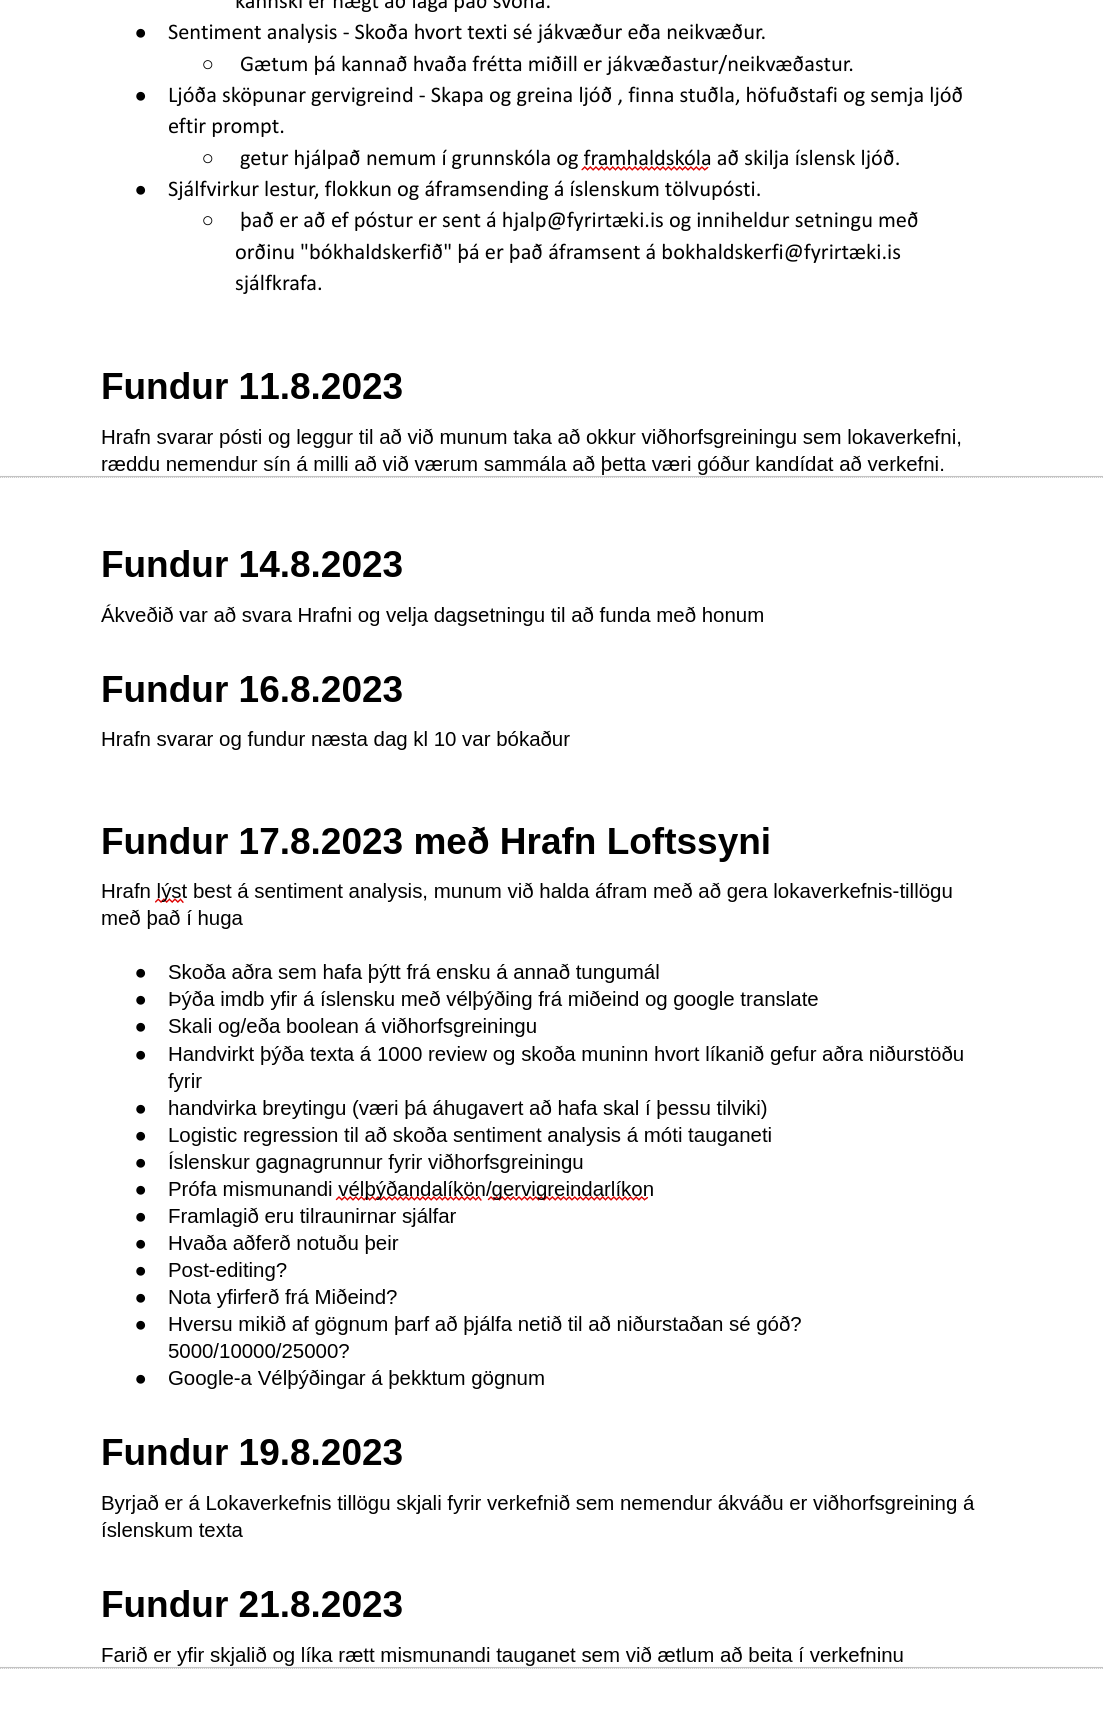 kannski er hægt að laga það svona.
● Sentiment analysis - Skoða hvort texti sé jákvæður eða neikvæður.
○ Gætum þá kannað hvaða frétta miðill er jákvæðastur/neikvæðastur.
● Ljóða sköpunar gervigreind - Skapa og greina ljóð , finna stuðla, höfuðstafi og semja ljóð
eftir prompt.
○ getur hjálpað nemum í grunnskóla og framhaldskóla að skilja íslensk ljóð.
● Sjálfvirkur lestur, flokkun og áframsending á íslenskum tölvupósti.
○ það er að ef póstur er sent á hjalp@fyrirtæki.is og inniheldur setningu með
orðinu "bókhaldskerfið" þá er það áframsent á bokhaldskerfi@fyrirtæki.is
sjálfkrafa.
Fundur 11.8.2023
Hrafn svarar pósti og leggur til að við munum taka að okkur viðhorfsgreiningu sem lokaverkefni,
ræddu nemendur sín á milli að við værum sammála að þetta væri góður kandídat að verkefni.
Fundur 14.8.2023
Ákveðið var að svara Hrafni og velja dagsetningu til að funda með honum
Fundur 16.8.2023
Hrafn svarar og fundur næsta dag kl 10 var bókaður
Fundur 17.8.2023 með Hrafn Loftssyni
Hrafn lýst best á sentiment analysis, munum við halda áfram með að gera lokaverkefnis-tillögu
með það í huga
● Skoða aðra sem hafa þýtt frá ensku á annað tungumál
● Þýða imdb yfir á íslensku með vélþýðing frá miðeind og google translate
● Skali og/eða boolean á viðhorfsgreiningu
● Handvirkt þýða texta á 1000 review og skoða muninn hvort líkanið gefur aðra niðurstöðu
fyrir
● handvirka breytingu (væri þá áhugavert að hafa skal í þessu tilviki)
● Logistic regression til að skoða sentiment analysis á móti tauganeti
● Íslenskur gagnagrunnur fyrir viðhorfsgreiningu
● Prófa mismunandi vélþýðandalíkön/gervigreindarlíkon
● Framlagið eru tilraunirnar sjálfar
● Hvaða aðferð notuðu þeir
● Post-editing?
● Nota yfirferð frá Miðeind?
● Hversu mikið af gögnum þarf að þjálfa netið til að niðurstaðan sé góð?
5000/10000/25000?
● Google-a Vélþýðingar á þekktum gögnum
Fundur 19.8.2023
Byrjað er á Lokaverkefnis tillögu skjali fyrir verkefnið sem nemendur ákváðu er viðhorfsgreining á
íslenskum texta
Fundur 21.8.2023
Farið er yfir skjalið og líka rætt mismunandi tauganet sem við ætlum að beita í verkefninu